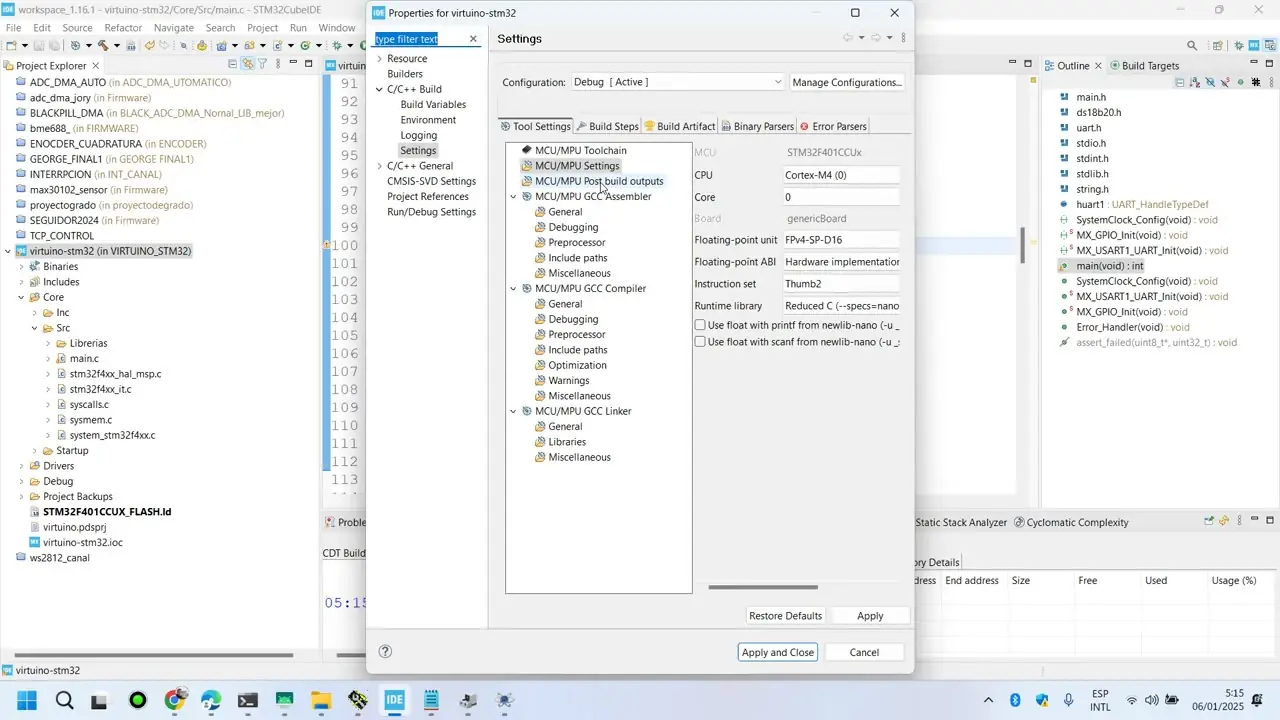 workspace_1.16.1 - virtuino-stm32/Core/Src/main.c - STM32CubeIDE
File Edit Source Refactor Navigate Search Project Run Window
Project Explorer
ADC_DMA_AUTO (in ADC_DMA_UTOMATICO)
adc_dma_jory (in Firmware)
BLACKPILL_DMA (in BLACK_ADC_DMA_Nornal_LIB_mejor)
bme688_ (in FIRMWARE)
ENOCDER_CUADRATURA (in ENCODER)
GEORGE_FINAL1 (in GEORGE FINAL1)
INTERRPCION (in INT_CANAL)
max30102_sensor (in Firmware)
proyectogrado (in proyectodegrado)
SEGUIDOR2024 (in Firmware)
TCP_CONTROL
virtuino-stm32 (in VIRTUINO_STM32)
Binaries
Includes
Core
Inc
Src
Librerias
main.c
stm32f4xx_hal_msp.c
stm32f4xx_it.c
syscalls.c
sysmem.c
system_stm32f4xx.c
Startup
Drivers
Debug
Project Backups
STM32F401CCUX_FLASH.ld
virtuino.pdsprj
virtuino-stm32.ioc
ws2812_canal
virtuin
91
92
93
94
95
96
97
98
99
100
101
102
103
104
105
106
107
108
109
110
111
112
113
Proble
CDT Build
05:15
IDE Properties for virtuino-stm32
type filter text
Resource
Builders
C/C++ Build
Build Variables
Environment
Logging
Settings
C/C++ General
CMSIS-SVD Settings
Project References
Run/Debug Settings
Settings
Configuration: Debug [ Active ] Manage Configurations...
Tool Settings Build Steps Build Artifact Binary Parsers Error Parsers
MCU/MPU Toolchain
MCU/MPU Settings
MCU/MPU Post build outputs
MCU/MPU GCC Assembler
General
Debugging
Preprocessor
Include paths
Miscellaneous
MCU/MPU GCC Compiler
General
Debugging
Preprocessor
Include paths
Optimization
Warnings
Miscellaneous
MCU/MPU GCC Linker
General
Libraries
Miscellaneous
MCU STM32F401CCUx
CPU Cortex-M4 (0)
Core 0
Board genericBoard
Floating-point unit FPv4-SP-D16
Floating-point ABI Hardware implementation
Instruction set Thumb2
Runtime library Reduced C (--specs=nano
Use float with printf from newlib-nano (-u _
Use float with scanf from newlib-nano (-u _s
Restore Defaults Apply
Apply and Close Cancel
Outline Build Targets
main.h
ds18b20.h
uart.h
stdio.h
stdint.h
stdlib.h
string.h
huart1 : UART_HandleTypeDef
SystemClock_Config(void) : void
MX_GPIO_Init(void) : void
MX_USART1_UART_Init(void) : void
main(void) : int
SystemClock_Config(void) : void
MX_USART1_UART_Init(void) : void
MX_GPIO_Init(void) : void
Error_Handler(void) : void
assert_failed(uint8_t*, uint32_t) : void
Static Stack Analyzer Cyclomatic Complexity
ory Details
dress End address Size Free Used Usage (%)
virtuino-stm32
IDE
ESP
INTL
5:15
06/01/2025